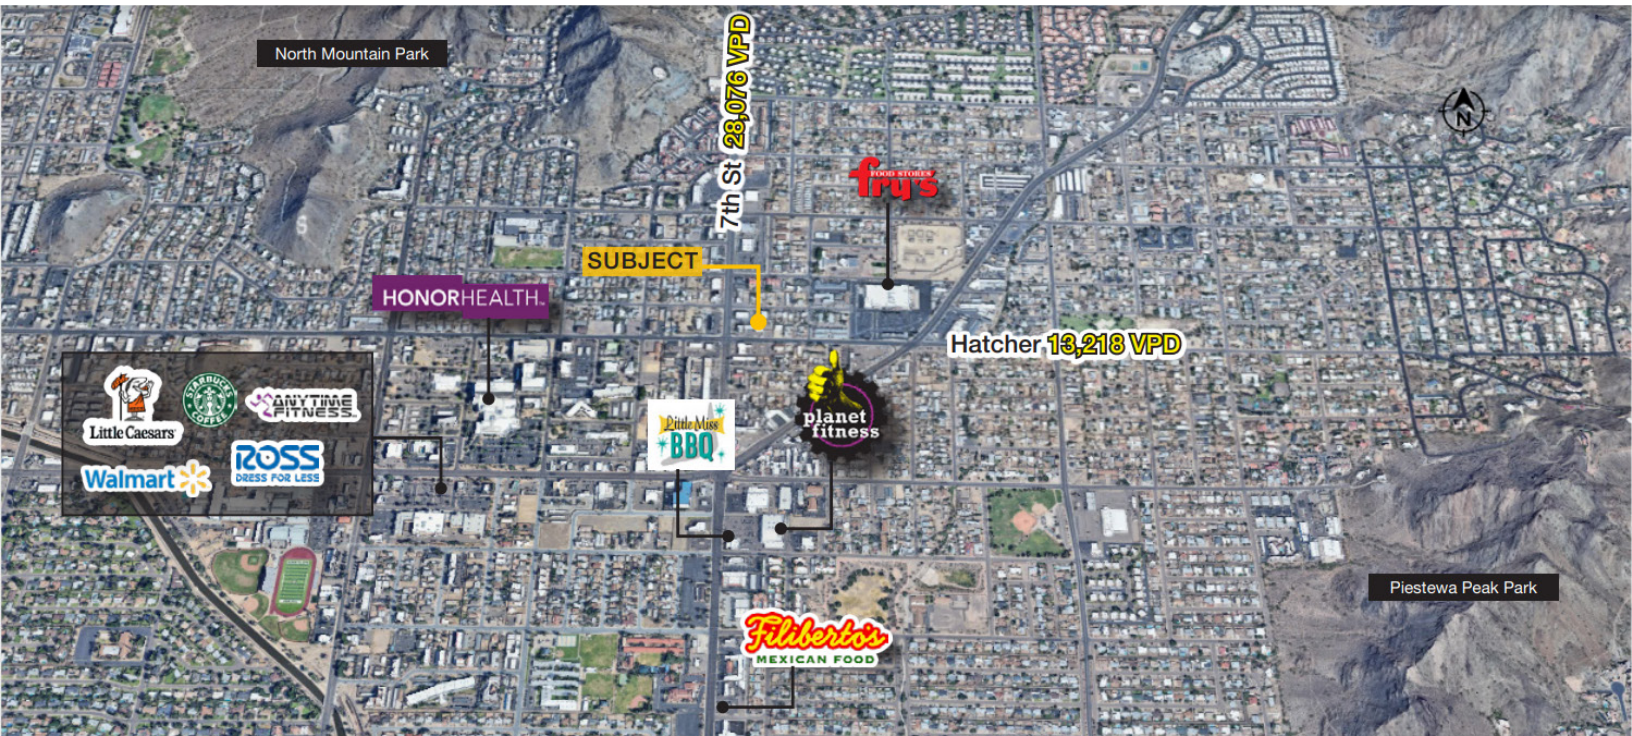 North Mountain Park
7th St 28,076 VPD
N
FOOD STORES
fry's
S
SUBJECT
HONORHEALTH
Hatcher 13,218 VPD
Little Caesars
STARBUCKS
COFFEE
ANYTIME
FITNESS
Walmart
ROSS
DRESS FOR LESS
Little Miss
BBQ
planet
fitness
Piestewa Peak Park
Filiberto's
MEXICAN FOOD